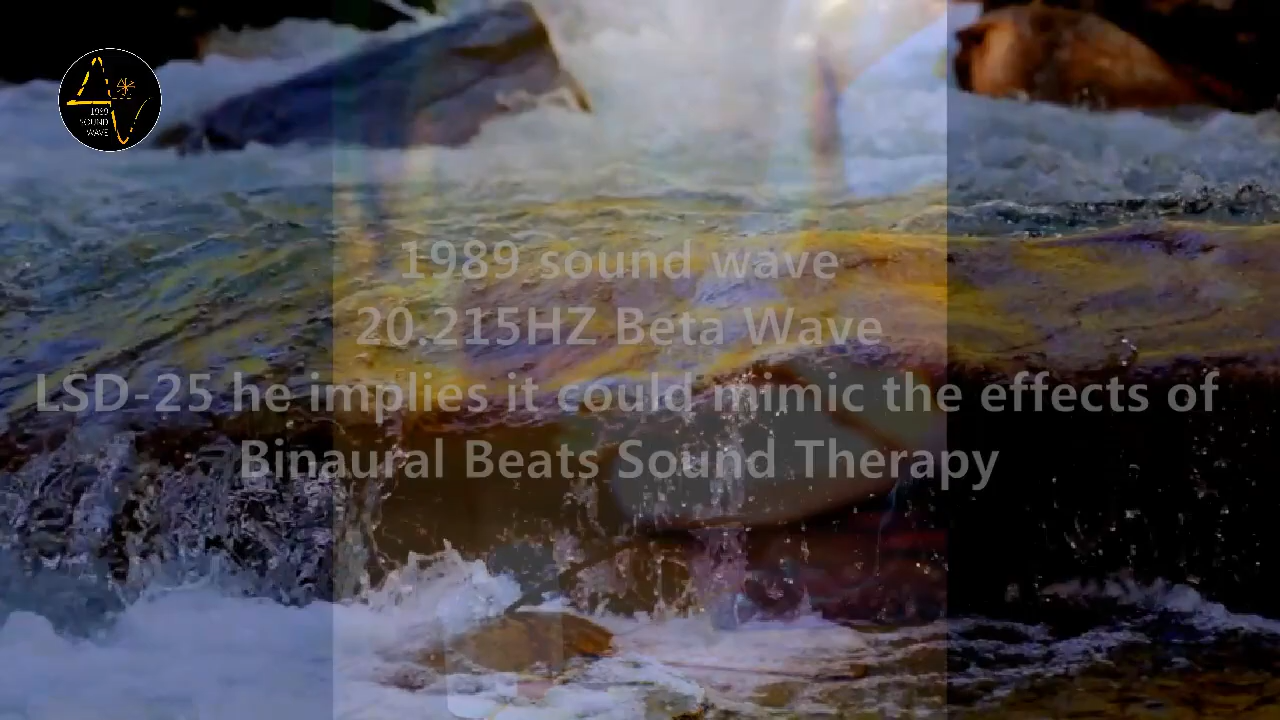 1989
SOUND
WAVE
1989 sound wave
20.215HZ Beta Wave
LSD-25 he implies it could mimic the effects of
Binaural Beats Sound Therapy